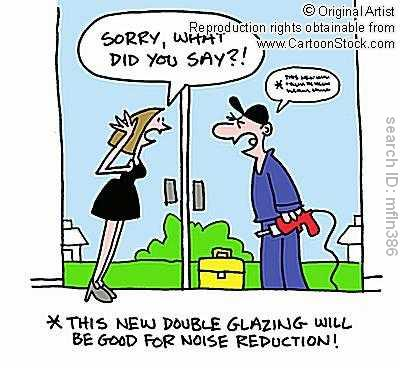 © Original Artist
Reproduction rights obtainable from
www.CartoonStock.com
SORRY, WHAT
DID YOU SAY?!
*
search ID: mfln386
* THIS NEW DOUBLE GLAZING WILL
BE GOOD FOR NOISE REDUCTION!